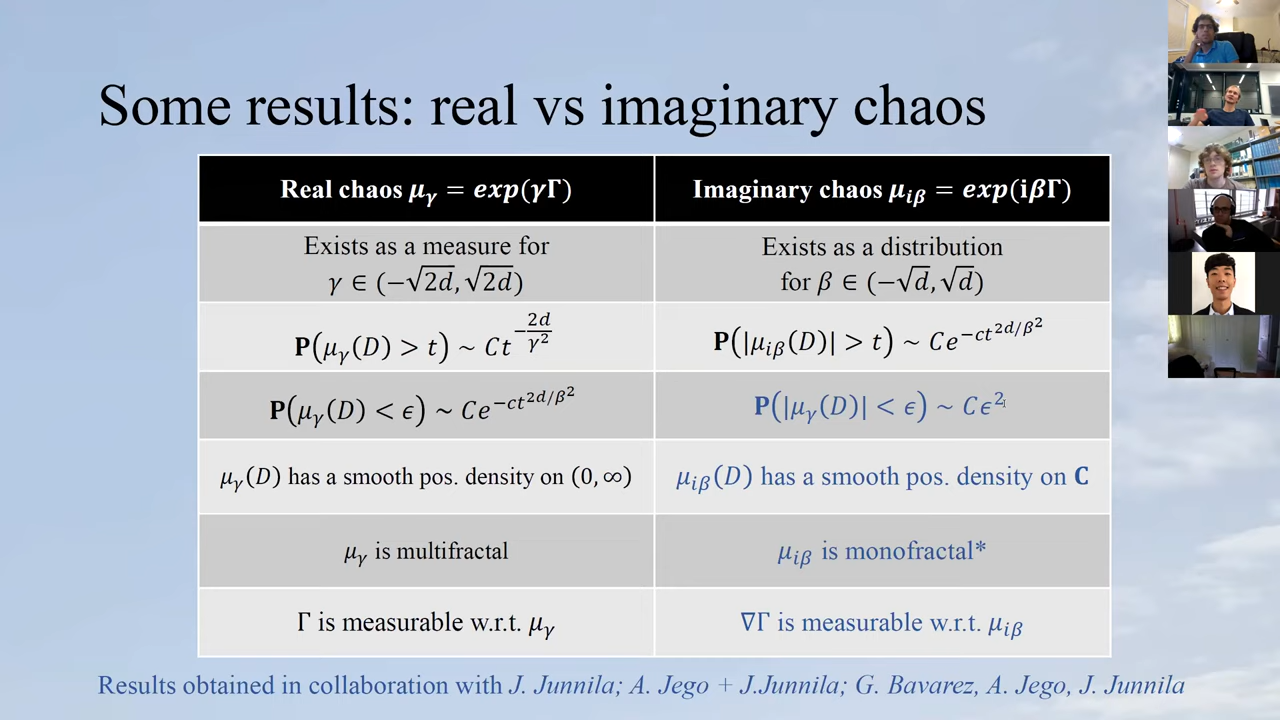 Some results: real vs imaginary chaos
Real chaos μ_γ = exp(γΓ)
Imaginary chaos μ_{iβ} = exp(iβΓ)
Exists as a measure for
γ ∈ (−√2d, √2d)
Exists as a distribution
for β ∈ (−√d, √d)
P(μ_γ(D) > t) ~ Ct^{−2d/γ²}
P(|μ_{iβ}(D)| > t) ~ Ce^{−ct^{2d/β²}}
P(μ_γ(D) < ϵ) ~ Ce^{−ct^{2d/β²}}
P(|μ_γ(D)| < ϵ) ~ Cϵ²
μ_γ(D) has a smooth pos. density on (0, ∞)
μ_{iβ}(D) has a smooth pos. density on C
μ_γ is multifractal
μ_{iβ} is monofractal*
Γ is measurable w.r.t. μ_γ
∇Γ is measurable w.r.t. μ_{iβ}
Results obtained in collaboration with J. Junnila; A. Jego + J.Junnila; G. Bavarez, A. Jego, J. Junnila